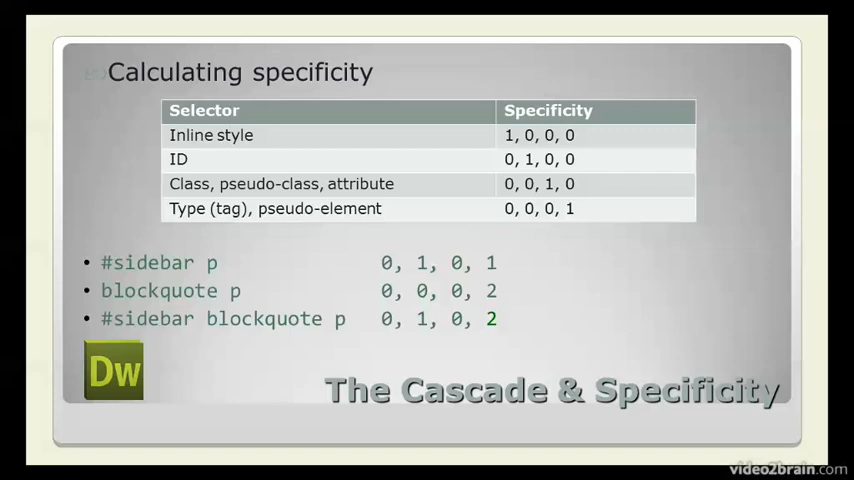 Calculating specificity
Selector Specificity
Inline style 1, 0, 0, 0
ID 0, 1, 0, 0
Class, pseudo-class, attribute 0, 0, 1, 0
Type (tag), pseudo-element 0, 0, 0, 1
• #sidebar p 0, 1, 0, 1
• blockquote p 0, 0, 0, 2
• #sidebar blockquote p 0, 1, 0, 2
Dw
The Cascade & Specificity
video2brain.com